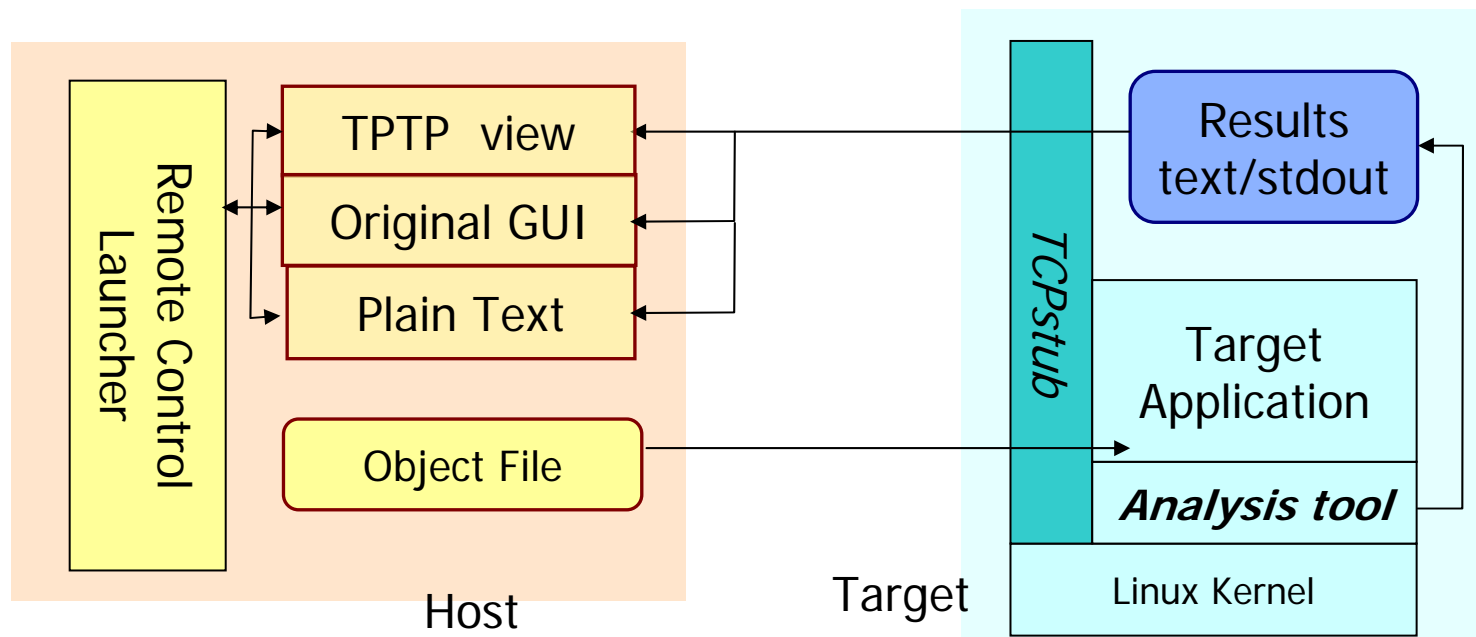 Remote Control
Launcher
TPTP view
Original GUI
Plain Text
Object File
Host
TCPstub
Results
text/stdout
Target
Application
Analysis tool
Linux Kernel
Target